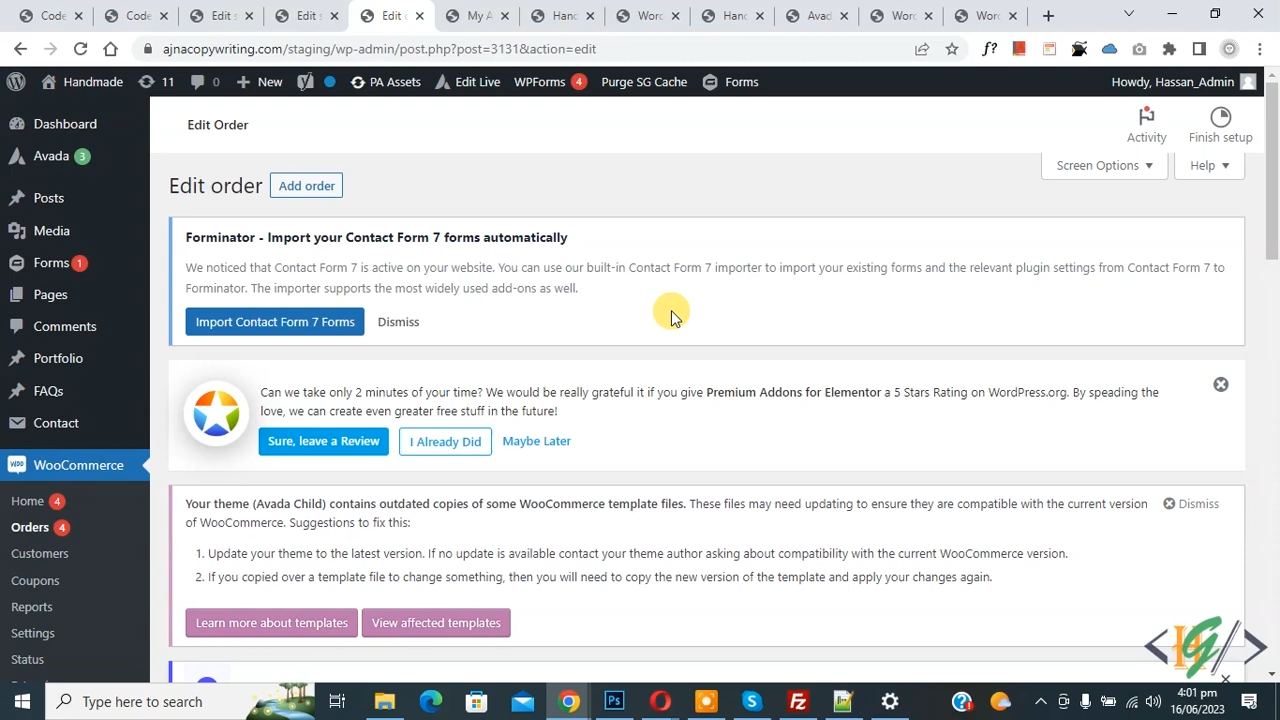 Code
Code
Edit s
Edit s
Edit o
My A
Hand
Word
Hand
Avad
Word
Word
ajnacopywriting.com/staging/wp-admin/post.php?post=3131&action=edit
f?
Handmade
11
0
New
PA Assets
Edit Live
WPForms 4
Purge SG Cache
Forms
Howdy, Hassan_Admin
Dashboard
Avada 3
Posts
Media
Forms 1
Pages
Comments
Portfolio
FAQs
Contact
WooCommerce
Home 4
Orders 4
Customers
Coupons
Reports
Settings
Status
Edit Order
Activity
Finish setup
Screen Options
Help
Edit order
Add order
Forminator - Import your Contact Form 7 forms automatically
We noticed that Contact Form 7 is active on your website. You can use our built-in Contact Form 7 importer to import your existing forms and the relevant plugin settings from Contact Form 7 to
Forminator. The importer supports the most widely used add-ons as well.
Import Contact Form 7 Forms
Dismiss
Can we take only 2 minutes of your time? We would be really grateful if you give Premium Addons for Elementor a 5 Stars Rating on WordPress.org. By speading the
love, we can create even greater free stuff in the future!
Sure, leave a Review
I Already Did
Maybe Later
Your theme (Avada Child) contains outdated copies of some WooCommerce template files. These files may need updating to ensure they are compatible with the current version
of WooCommerce. Suggestions to fix this:
Dismiss
1. Update your theme to the latest version. If no update is available contact your theme author asking about compatibility with the current WooCommerce version.
2. If you copied over a template file to change something, then you will need to copy the new version of the template and apply your changes again.
Learn more about templates
View affected templates
Type here to search
4:01 pm
16/06/2023